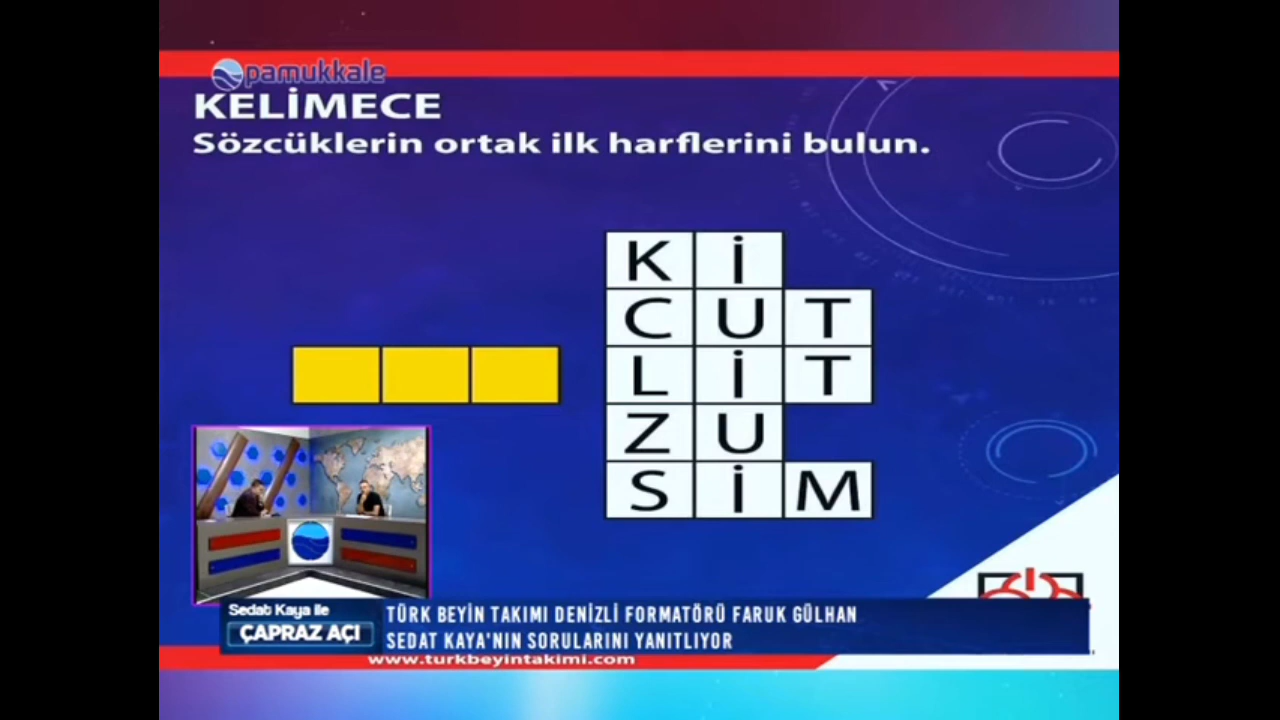 pamukkale
KELİMECE
Sözcüklerin ortak ilk harflerini bulun.
K İ
C U T
L İ T
Z U
S İ M
Sedat Kaya ile
ÇAPRAZ AÇI
TÜRK BEYİN TAKIMI DENİZLİ FORMATÖRÜ FARUK GÜLHAN
SEDAT KAYA'NIN SORULARINI YANITLIYOR
www.turkbeyintakimi.com